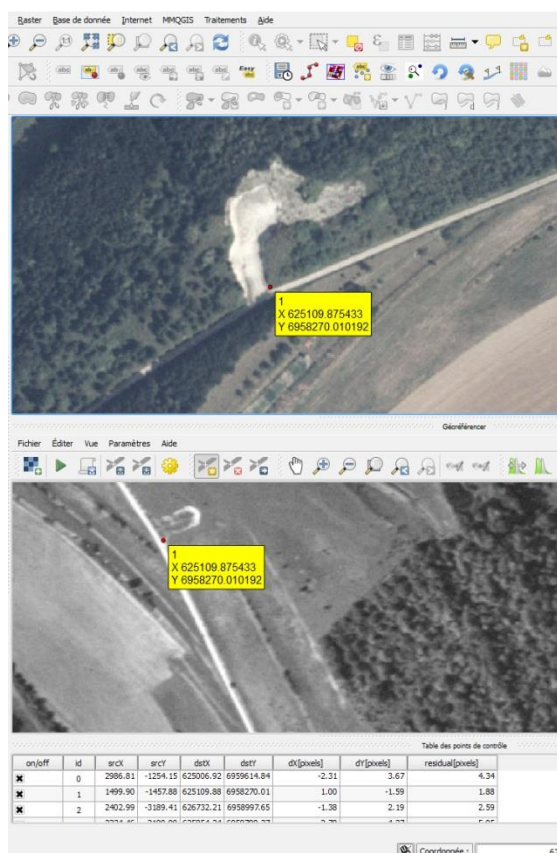 Raster Base de donnée Internet MMQGIS Traitements Aide
1
X 625109.875433
Y 6958270.010192
Géoréférencer
Fichier Éditer Vue Paramètres Aide
1
X 625109.875433
Y 6958270.010192
Table des points de contrôle
on/off id srcX srcY dstX dstY dX[pixels] dY[pixels] residual[pixels]
0 2986.81 -1254.15 625006.92 6959614.84 -2.31 3.67 4.34
1 1499.90 -1457.88 625109.88 6958270.01 1.00 -1.59 1.88
2 2402.99 -3189.41 626732.21 6958997.65 -1.38 2.19 2.59
Coordonnée :